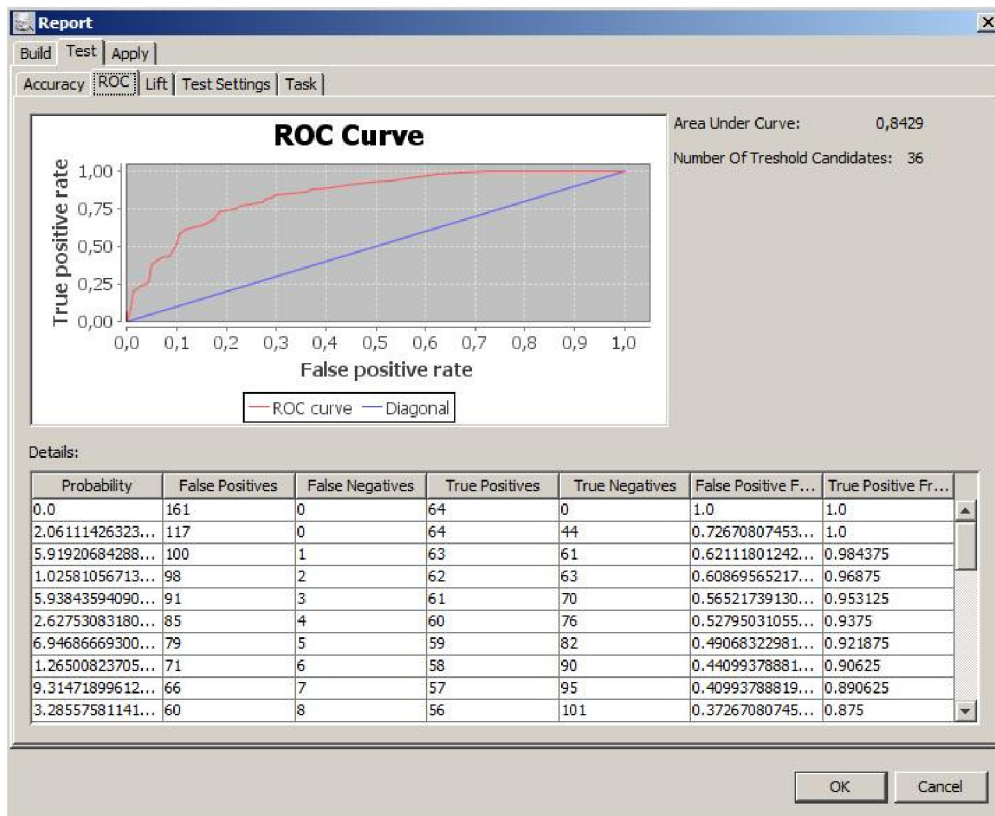 Report
Build Test Apply
Accuracy ROC Lift Test Settings Task
ROC Curve
Area Under Curve: 0,8429
Number Of Treshold Candidates: 36
True positive rate
1,00
0,75
0,50
0,25
0,00
0,0 0,1 0,2 0,3 0,4 0,5 0,6 0,7 0,8 0,9 1,0
False positive rate
ROC curve Diagonal
Details:
Probability False Positives False Negatives True Positives True Negatives False Positive F... True Positive Fr...
0.0 161 0 64 0 1.0 1.0
2.06111426323... 117 0 64 44 0.72670807453... 1.0
5.91920684288... 100 1 63 61 0.62111801242... 0.984375
1.02581056713... 98 2 62 63 0.60869565217... 0.96875
5.93843594090... 91 3 61 70 0.56521739130... 0.953125
2.62753083180... 85 4 60 76 0.52795031055... 0.9375
6.94686669300... 79 5 59 82 0.49068322981... 0.921875
1.26500823705... 71 6 58 90 0.44099378881... 0.90625
9.31471899612... 66 7 57 95 0.40993788819... 0.890625
3.28557581141... 60 8 56 101 0.37267080745... 0.875
OK Cancel